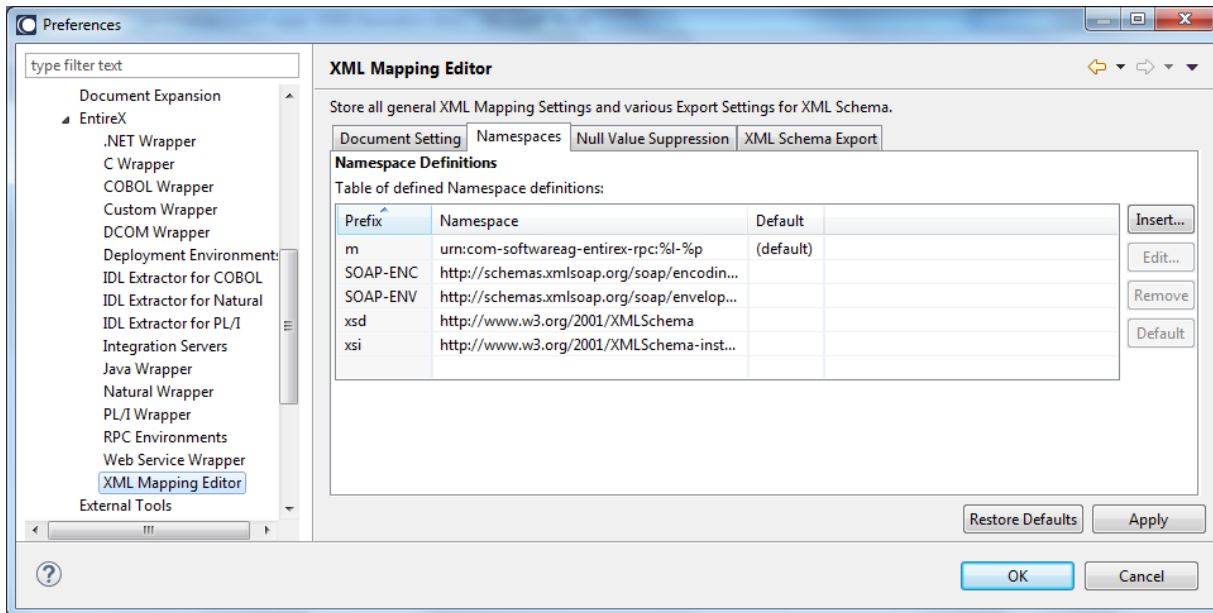 Preferences
type filter text
Document Expansion
EntireX
.NET Wrapper
C Wrapper
COBOL Wrapper
Custom Wrapper
DCOM Wrapper
Deployment Environment:
IDL Extractor for COBOL
IDL Extractor for Natural
IDL Extractor for PL/I
Integration Servers
Java Wrapper
Natural Wrapper
PL/I Wrapper
RPC Environments
Web Service Wrapper
XML Mapping Editor
External Tools
XML Mapping Editor
Store all general XML Mapping Settings and various Export Settings for XML Schema.
Document Setting Namespaces Null Value Suppression XML Schema Export
Namespace Definitions
Table of defined Namespace definitions:
Prefix Namespace Default
m urn:com-softwareag-entirex-rpc:%l-%p (default)
SOAP-ENC http://schemas.xmlsoap.org/soap/encodin...
SOAP-ENV http://schemas.xmlsoap.org/soap/envelop...
xsd http://www.w3.org/2001/XMLSchema
xsi http://www.w3.org/2001/XMLSchema-inst...
Insert...
Edit...
Remove
Default
Restore Defaults Apply
OK Cancel